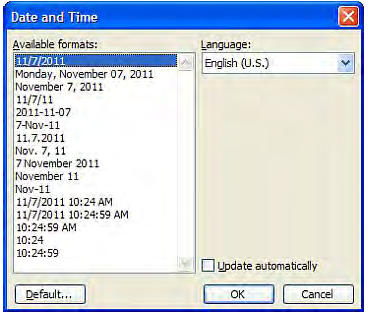 Date and Time
Available formats:
Language:
11/7/2011
English (U.S.)
Monday, November 07, 2011
November 7, 2011
11/7/11
2011-11-07
7-Nov-11
11.7.2011
Nov. 7, 11
7 November 2011
November 11
Nov-11
11/7/2011 10:24 AM
11/7/2011 10:24:59 AM
10:24:59 AM
10:24
10:24:59
Update automatically
Default...
OK
Cancel